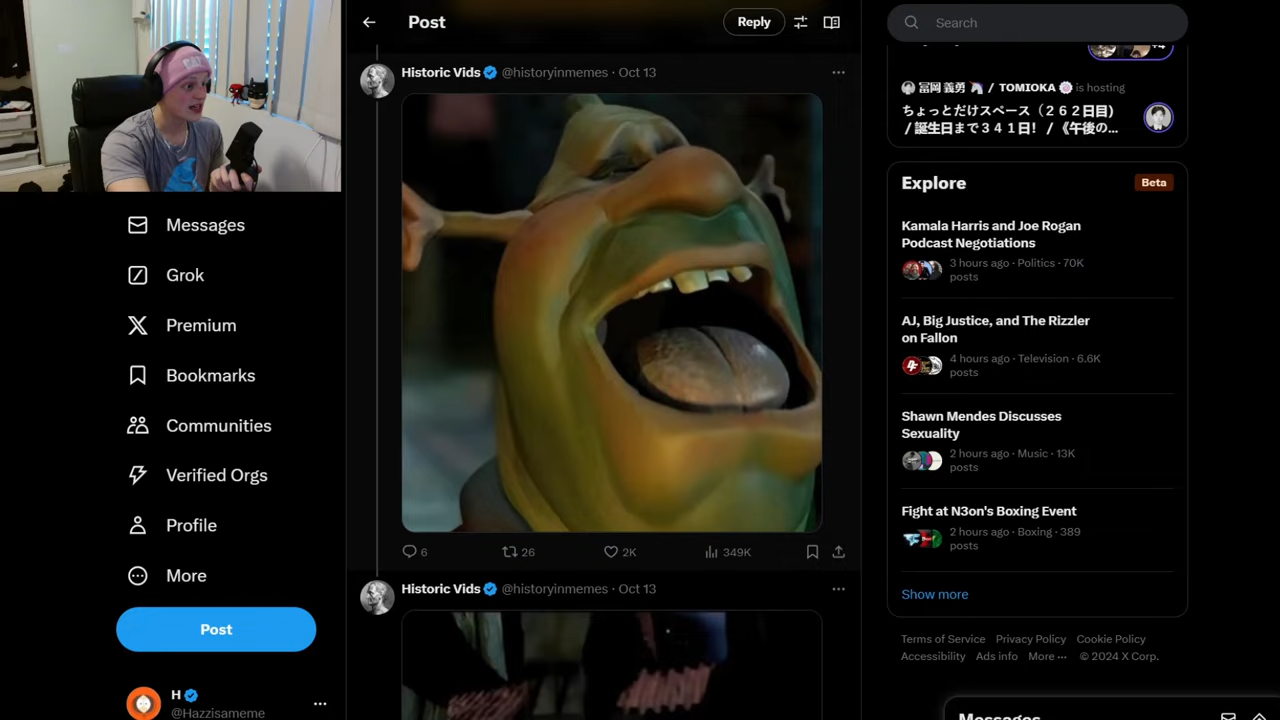 Post
Reply
Search
Historic Vids @historyinmemes · Oct 13
冨岡 義勇 / TOMIOKA is hosting
ちょっとだけスペース（２６２日目）
/ 誕生日まで３４１日! / 《午後の...
Explore
Beta
Kamala Harris and Joe Rogan
Podcast Negotiations
3 hours ago · Politics · 70K
posts
AJ, Big Justice, and The Rizzler
on Fallon
4 hours ago · Television · 6.6K
posts
Shawn Mendes Discusses
Sexuality
2 hours ago · Music · 13K
posts
Fight at N3on's Boxing Event
2 hours ago · Boxing · 389
posts
Show more
Terms of Service Privacy Policy Cookie Policy
Accessibility Ads info More ··· © 2024 X Corp.
Messages
Grok
Premium
Bookmarks
Communities
Verified Orgs
Profile
More
Post
H
@Hazzisameme
6 26 2K 349K
Historic Vids @historyinmemes · Oct 13
Messages